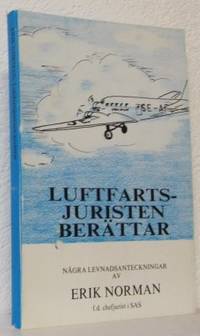 SE-AF
LUFTFARTS-
JURISTEN
BERÄTTAR
NÅGRA LEVNADSANTECKNINGAR
AV
ERIK NORMAN
f.d. chefjurist i SAS